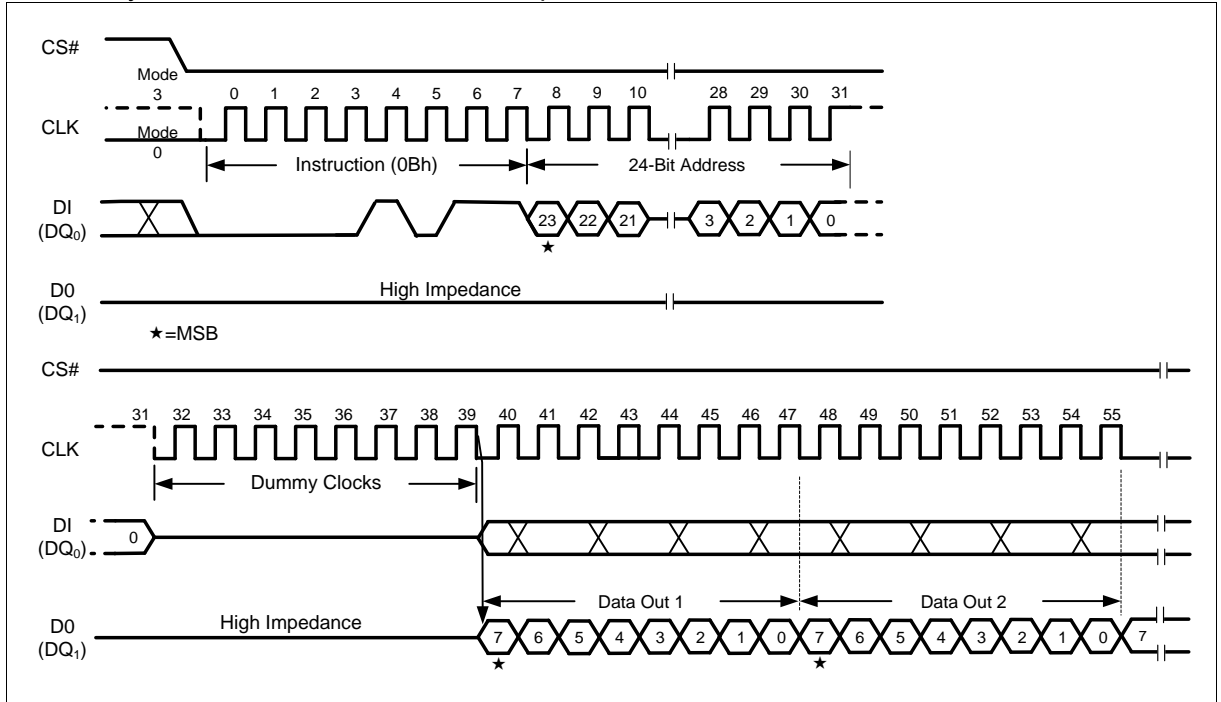 CS#
Mode
3
0 1 2 3 4 5 6 7 8 9 10 28 29 30 31
CLK
Mode
0
Instruction (0Bh) 24-Bit Address
DI
(DQ₀)
23 22 21 3 2 1 0
★
D0
(DQ₁)
High Impedance
★=MSB
CS#
31 32 33 34 35 36 37 38 39 40 41 42 43 44 45 46 47 48 49 50 51 52 53 54 55
CLK
Dummy Clocks
DI
(DQ₀)
0
Data Out 1 Data Out 2
D0
(DQ₁)
High Impedance
7 6 5 4 3 2 1 0 7 6 5 4 3 2 1 0 7
★ ★